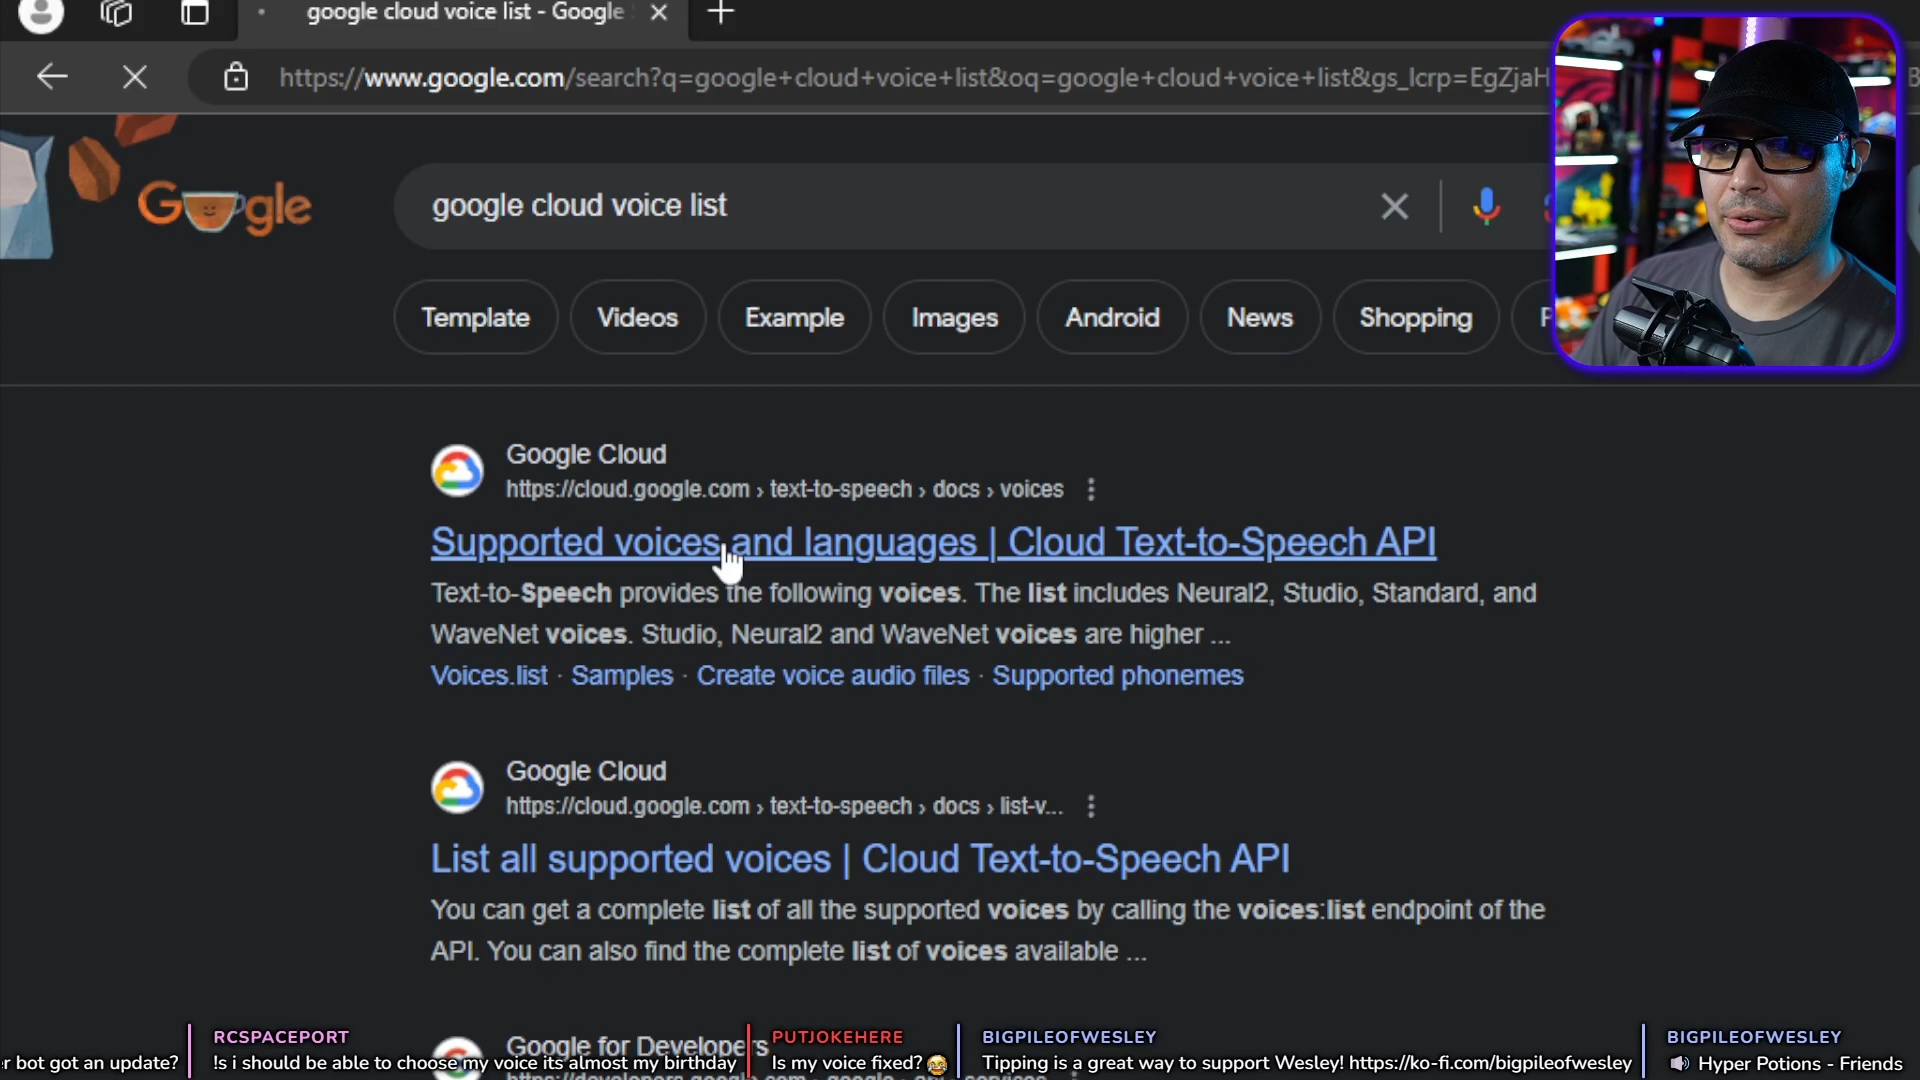 google cloud voice list - Google
https://www.google.com/search?q=google+cloud+voice+list&oq=google+cloud+voice+list&gs_lcrp=EgZjaH
Google
google cloud voice list
Template
Videos
Example
Images
Android
News
Shopping
Google Cloud
https://cloud.google.com › text-to-speech › docs › voices
Supported voices and languages | Cloud Text-to-Speech API
Text-to-Speech provides the following voices. The list includes Neural2, Studio, Standard, and
WaveNet voices. Studio, Neural2 and WaveNet voices are higher ...
Voices.list · Samples · Create voice audio files · Supported phonemes
Google Cloud
https://cloud.google.com › text-to-speech › docs › list-v...
List all supported voices | Cloud Text-to-Speech API
You can get a complete list of all the supported voices by calling the voices:list endpoint of the
API. You can also find the complete list of voices available ...
Google for Developers
r bot got an update?
RCSPACEPORT
!s i should be able to choose my voice its almost my birthday
PUTJOKEHERE
Is my voice fixed? 😂
BIGPILEOFWESLEY
Tipping is a great way to support Wesley! https://ko-fi.com/bigpileofwesley
BIGPILEOFWESLEY
🔊 Hyper Potions - Friends